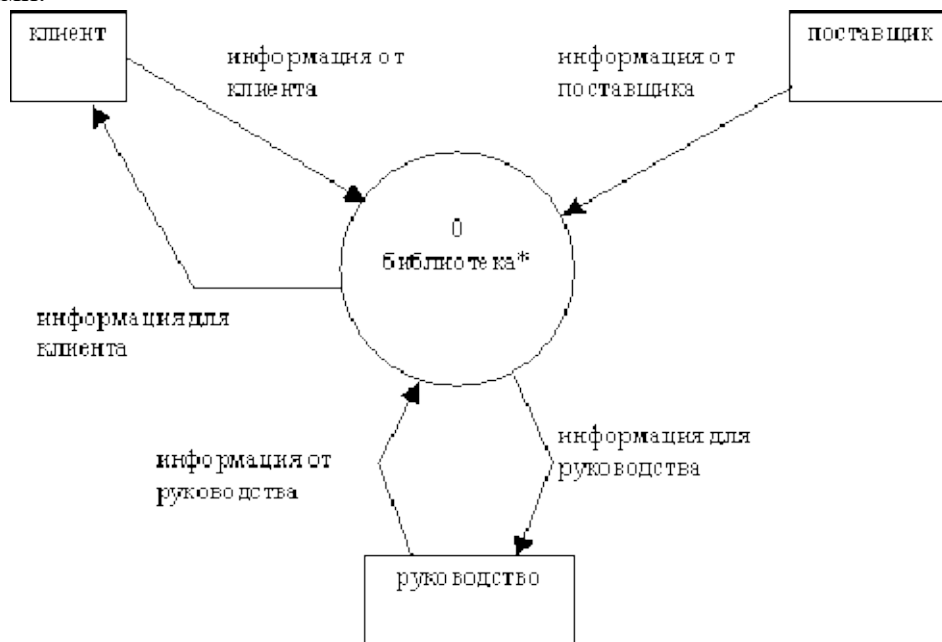 клиент
поставщик
информация от
клиента
информация от
поставщика
0
библиотека*
информация для
клиента
информация от
руководства
информация для
руководства
руководство